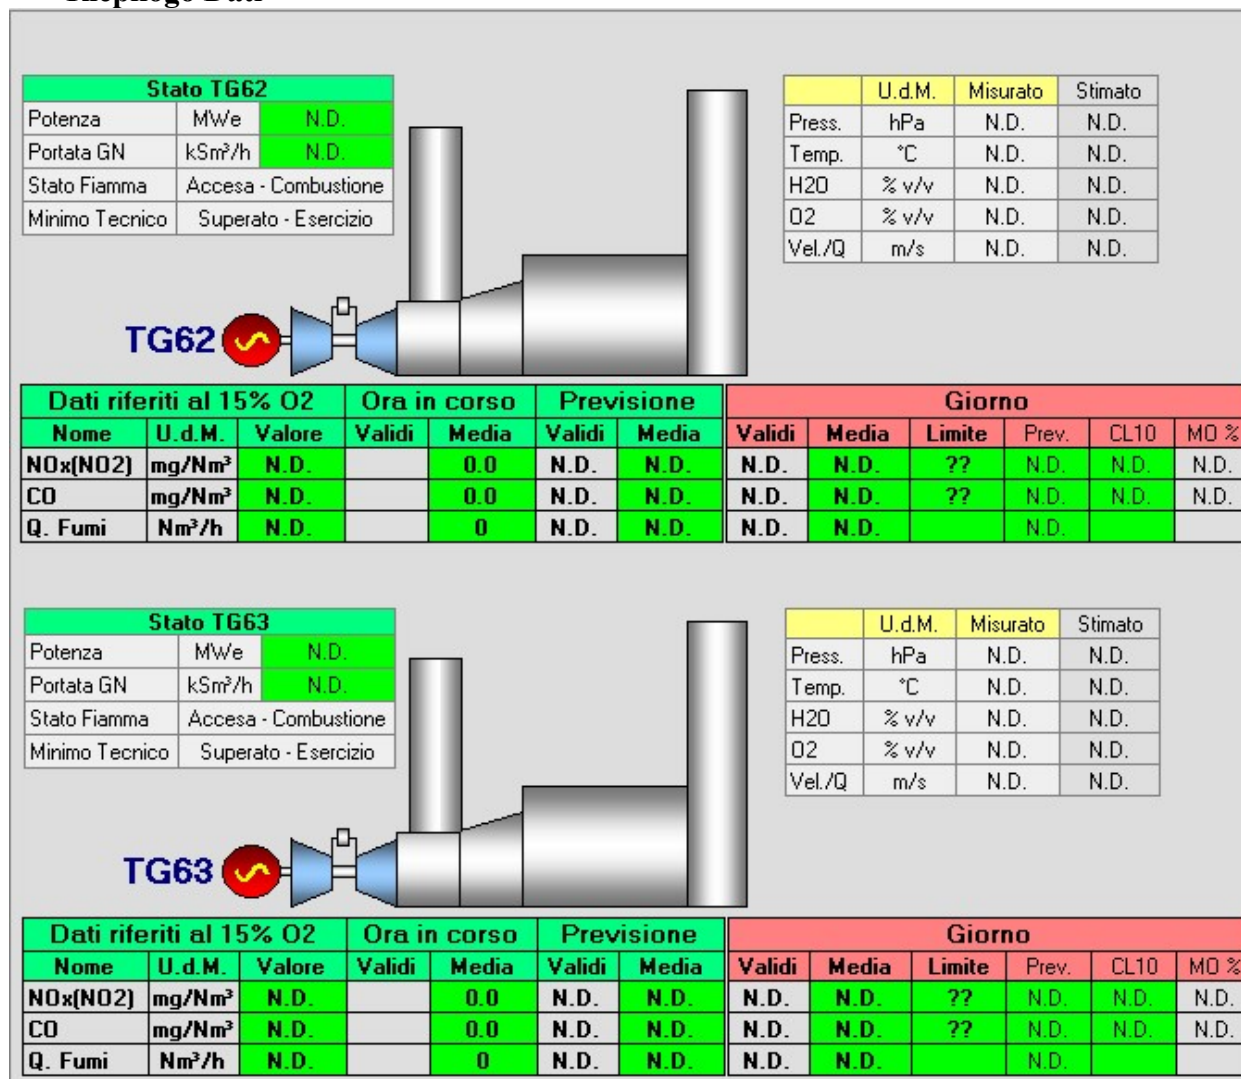 Riepilogo Dati
Stato TG62
Potenza MWe N.D.
Portata GN kSm³/h N.D.
Stato Fiamma Accesa - Combustione
Minimo Tecnico Superato - Esercizio
U.d.M. Misurato Stimato
Press. hPa N.D. N.D.
Temp. °C N.D. N.D.
H2O % v/v N.D. N.D.
O2 % v/v N.D. N.D.
Vel./Q m/s N.D. N.D.
TG62
Dati riferiti al 15% O2 Ora in corso Previsione Giorno
Nome U.d.M. Valore Validi Media Validi Media Validi Media Limite Prev. CL10 MO %
NOx(NO2) mg/Nm³ N.D. 0.0 N.D. N.D. N.D. N.D. ?? N.D. N.D. N.D.
CO mg/Nm³ N.D. 0.0 N.D. N.D. N.D. N.D. ?? N.D. N.D. N.D.
Q. Fumi Nm³/h N.D. 0 N.D. N.D. N.D. N.D. N.D.
Stato TG63
Potenza MWe N.D.
Portata GN kSm³/h N.D.
Stato Fiamma Accesa - Combustione
Minimo Tecnico Superato - Esercizio
U.d.M. Misurato Stimato
Press. hPa N.D. N.D.
Temp. °C N.D. N.D.
H2O % v/v N.D. N.D.
O2 % v/v N.D. N.D.
Vel./Q m/s N.D. N.D.
TG63
Dati riferiti al 15% O2 Ora in corso Previsione Giorno
Nome U.d.M. Valore Validi Media Validi Media Validi Media Limite Prev. CL10 MO %
NOx(NO2) mg/Nm³ N.D. 0.0 N.D. N.D. N.D. N.D. ?? N.D. N.D. N.D.
CO mg/Nm³ N.D. 0.0 N.D. N.D. N.D. N.D. ?? N.D. N.D. N.D.
Q. Fumi Nm³/h N.D. 0 N.D. N.D. N.D. N.D. N.D.